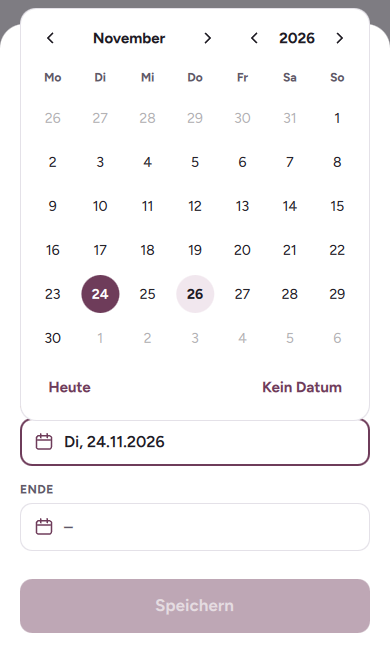 November 2026
Mo Di Mi Do Fr Sa So
26 27 28 29 30 31 1
2 3 4 5 6 7 8
9 10 11 12 13 14 15
16 17 18 19 20 21 22
23 24 25 26 27 28 29
30 1 2 3 4 5 6
Heute Kein Datum
Di, 24.11.2026
ENDE
–
Speichern